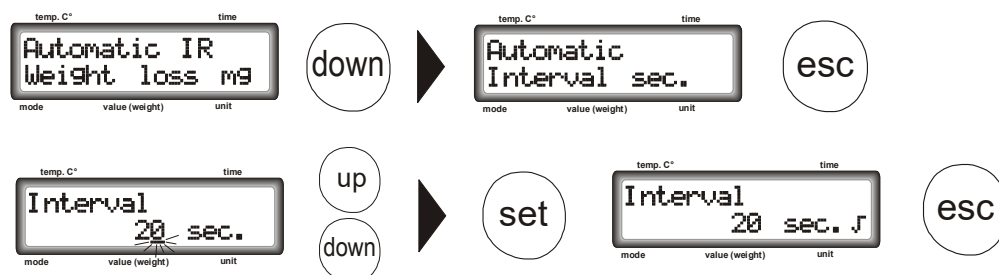 temp. C° time
Automatic IR
Weight loss mg
mode value (weight) unit
down
temp. C° time
Automatic
Interval sec.
mode value (weight) unit
esc
temp. C° time
Interval
20 sec.
mode value (weight) unit
up
down
set
temp. C° time
Interval
20 sec. √
mode value (weight) unit
esc